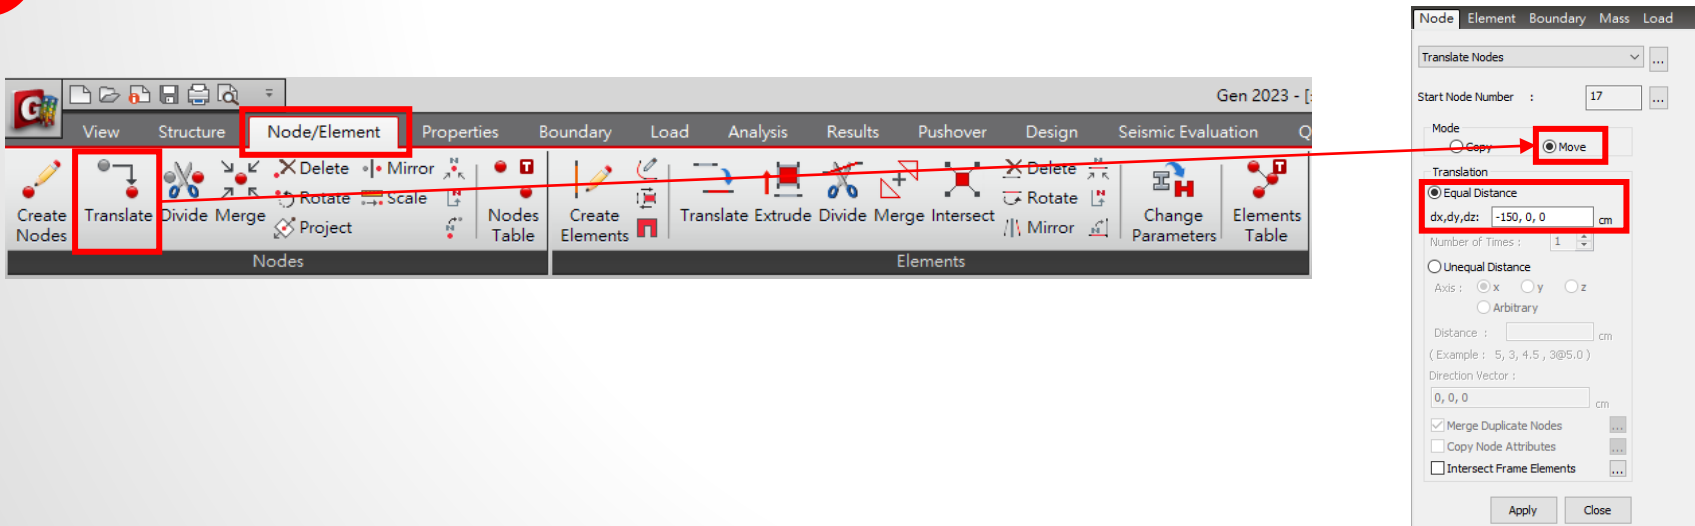 Gen 2023 - [
View Structure Node/Element Properties Boundary Load Analysis Results Pushover Design Seismic Evaluation Q
Create Nodes
Translate
Divide
Merge
Delete
Rotate
Project
Mirror
Scale
Nodes Table
Nodes
Create Elements
Translate
Extrude
Divide
Merge
Intersect
Delete
Rotate
Mirror
Change Parameters
Elements Table
Elements
Node Element Boundary Mass Load
Translate Nodes
...
Start Node Number : 17
...
Mode
Copy Move
Translation
Equal Distance
dx,dy,dz: -150, 0, 0 cm
Number of Times : 1
Unequal Distance
Axis : x y z
Arbitrary
Distance : cm
( Example : 5, 3, 4.5 , 3@5.0 )
Direction Vector :
0, 0, 0 cm
Merge Duplicate Nodes ...
Copy Node Attributes ...
Intersect Frame Elements ...
Apply Close